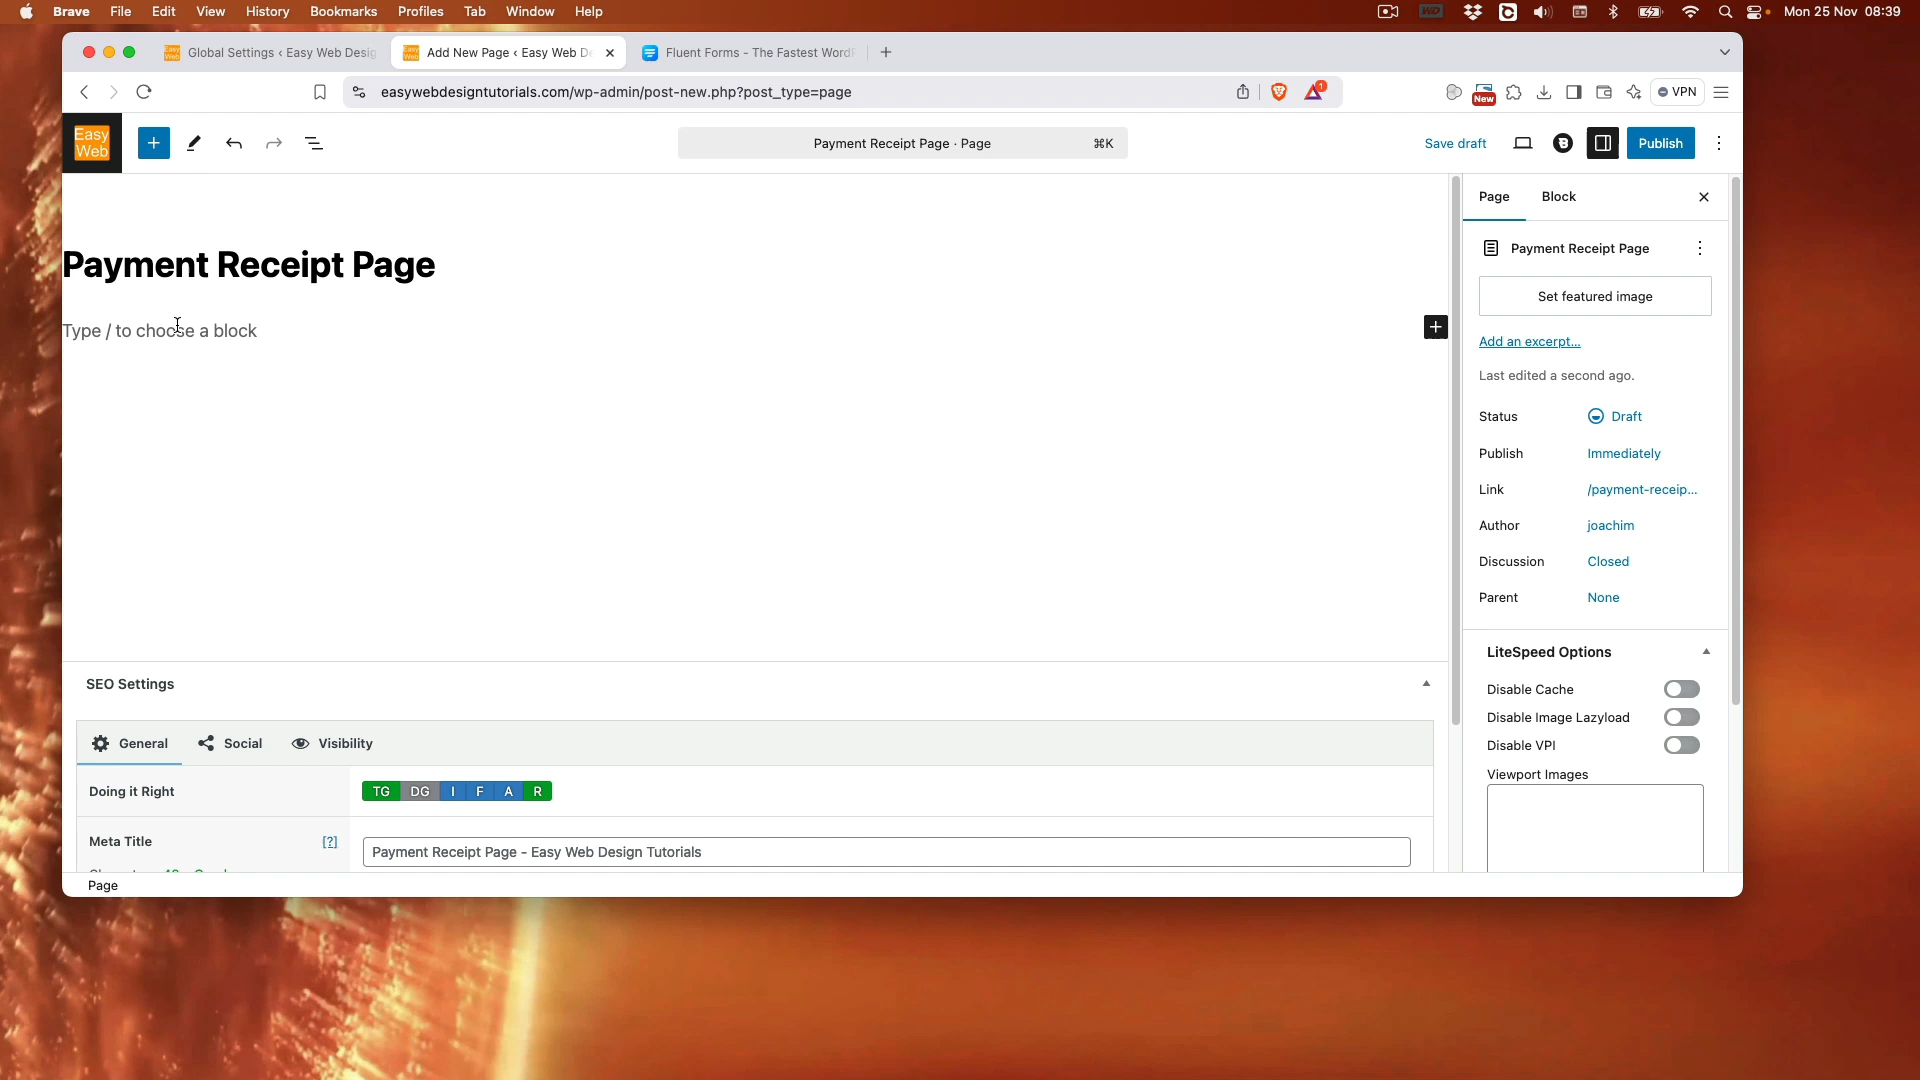 Brave File Edit View History Bookmarks Profiles Tab Window Help Mon 25 Nov 08:39
Global Settings ‹ Easy Web Desig Add New Page ‹ Easy Web De Fluent Forms - The Fastest WordP
easywebdesigntutorials.com/wp-admin/post-new.php?post_type=page 1 New VPN
Easy
Web
Payment Receipt Page · Page ⌘K Save draft Publish
Page Block
Payment Receipt Page
Type / to choose a block
Payment Receipt Page
Set featured image
Add an excerpt...
Last edited a second ago.
Status Draft
Publish Immediately
Link /payment-receip...
Author joachim
Discussion Closed
Parent None
LiteSpeed Options
Disable Cache
Disable Image Lazyload
Disable VPI
Viewport Images
SEO Settings
General Social Visibility
Doing it Right TG DG I F A R
Meta Title [?] Payment Receipt Page - Easy Web Design Tutorials
Page